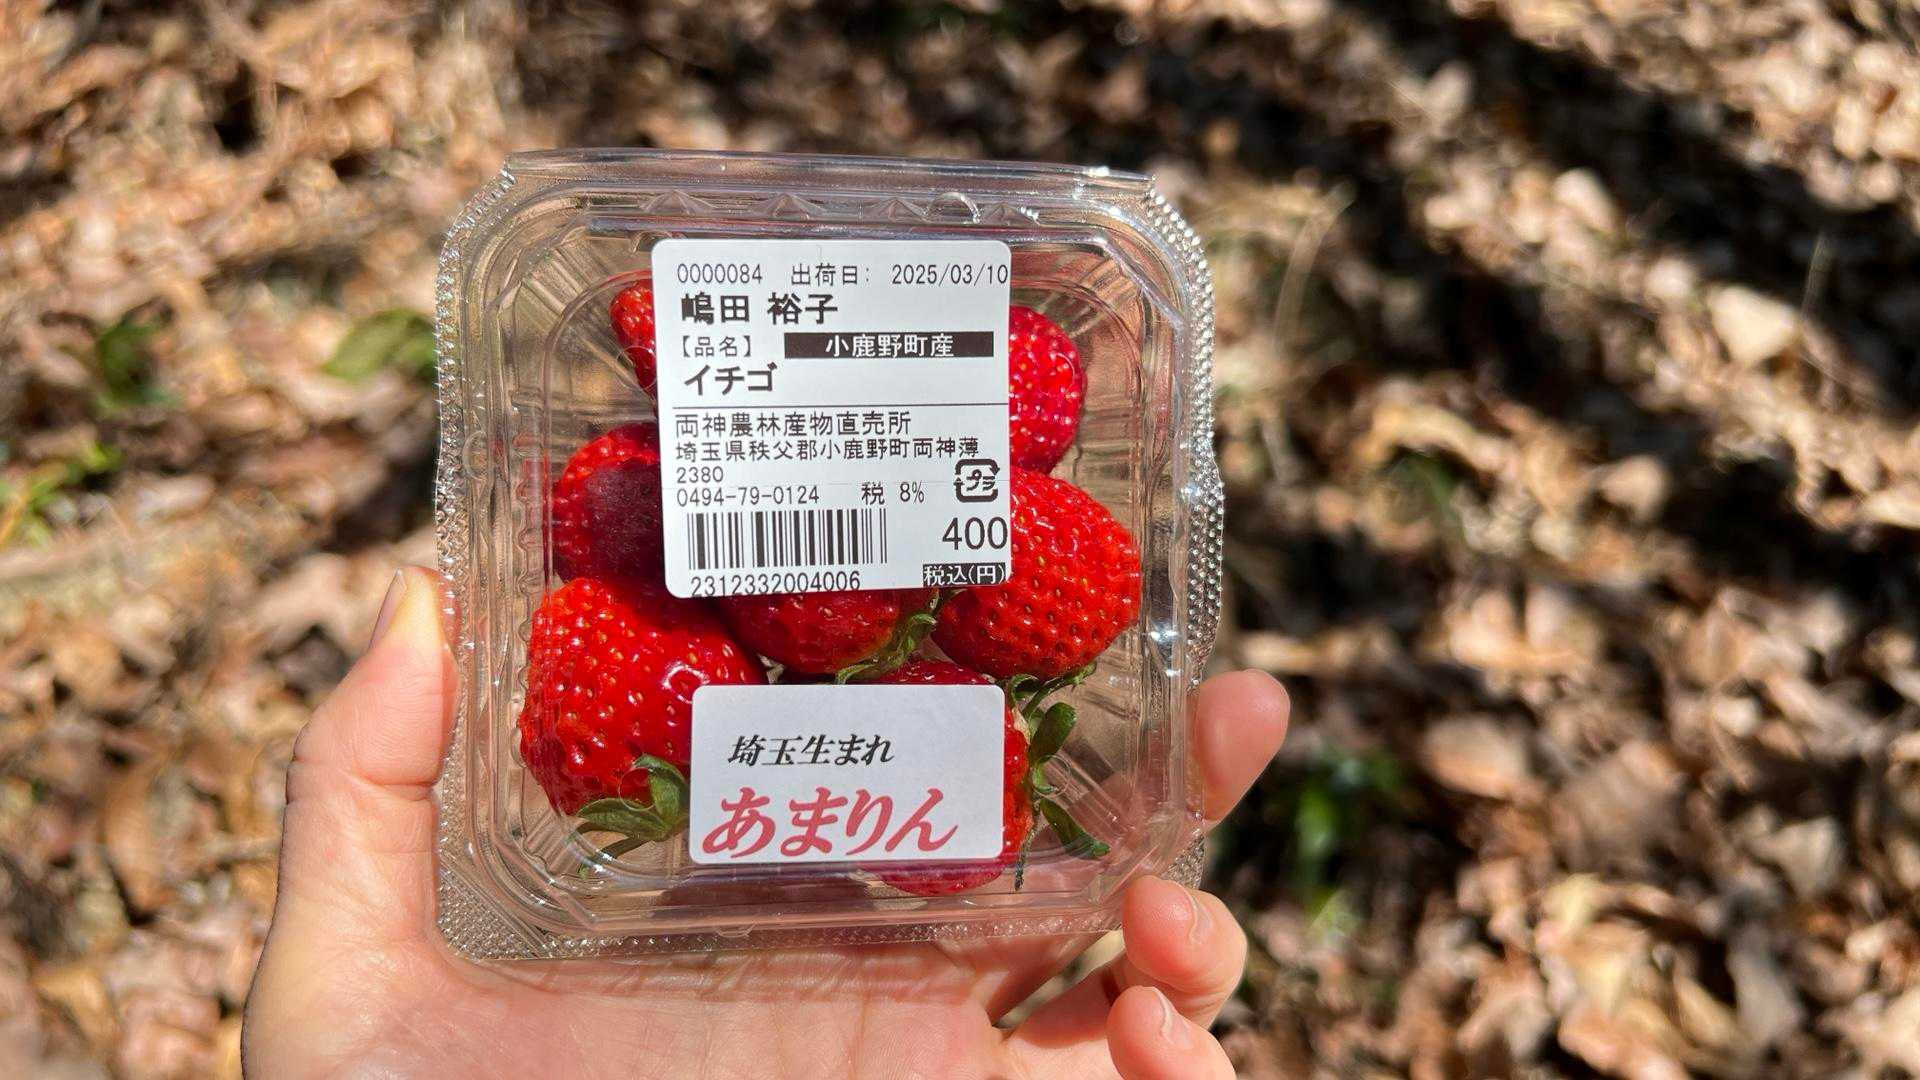 0000084 出荷日: 2025/03/10
嶋田 裕子
【品名】 小鹿野町産
イチゴ
両神農林産物直売所
埼玉県秩父郡小鹿野町両神薄
2380
0494-79-0124 税 8% プラ
400
2312332004006 税込(円)
埼玉生まれ
あまりん